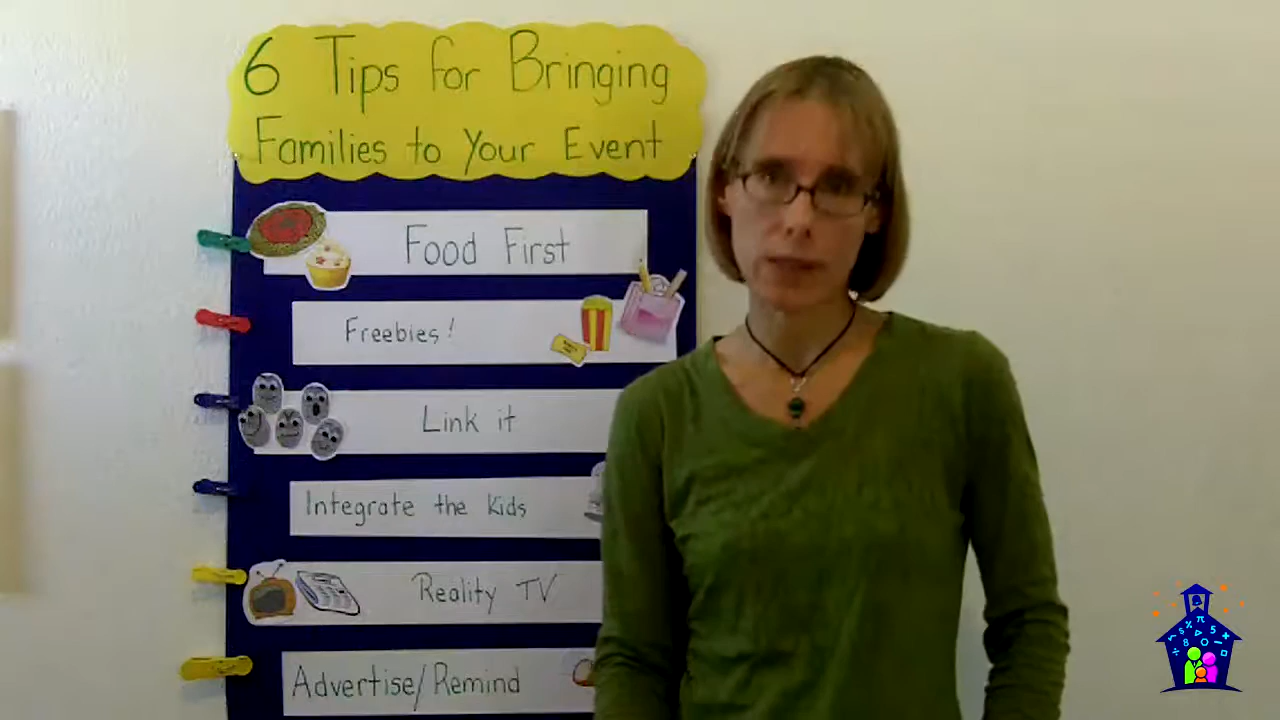 6 Tips for Bringing
Families to Your Event
Food First
Freebies!
Link it
Integrate the Kids
Reality TV
Advertise/Remind